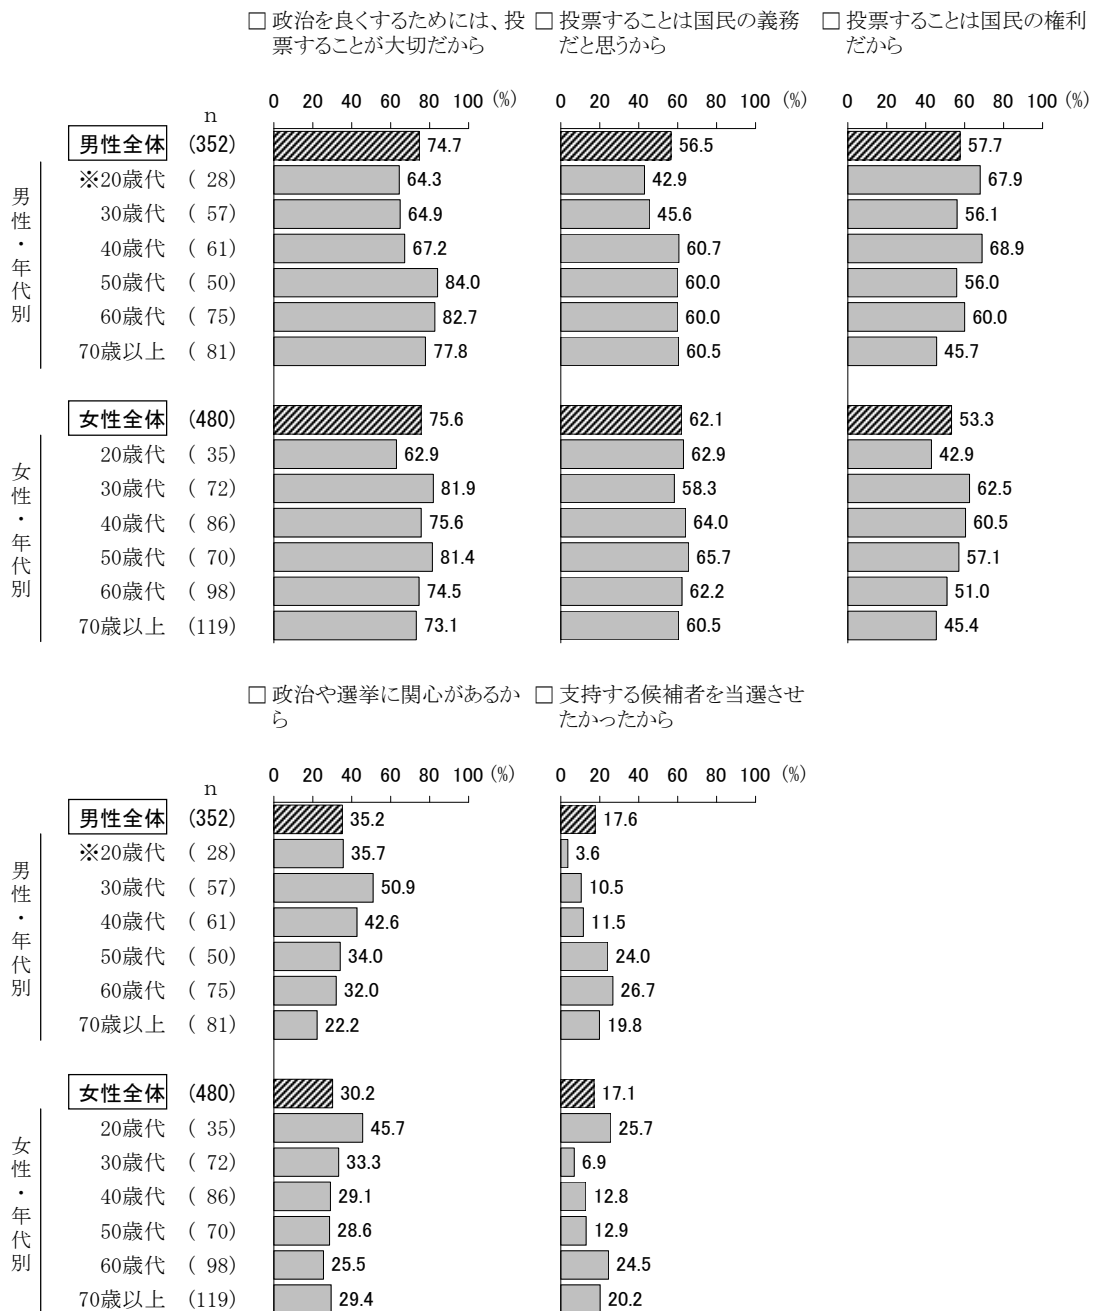 □ 政治を良くするためには、投票することが大切だから
□ 投票することは国民の義務だと思うから
□ 投票することは国民の権利だから
0 20 40 60 80 100 (%) 0 20 40 60 80 100 (%) 0 20 40 60 80 100 (%)
n
男性・年代別
男性全体 (352) 74.7 56.5 57.7
※20歳代 ( 28) 64.3 42.9 67.9
30歳代 ( 57) 64.9 45.6 56.1
40歳代 ( 61) 67.2 60.7 68.9
50歳代 ( 50) 84.0 60.0 56.0
60歳代 ( 75) 82.7 60.0 60.0
70歳以上 ( 81) 77.8 60.5 45.7
女性・年代別
女性全体 (480) 75.6 62.1 53.3
20歳代 ( 35) 62.9 62.9 42.9
30歳代 ( 72) 81.9 58.3 62.5
40歳代 ( 86) 75.6 64.0 60.5
50歳代 ( 70) 81.4 65.7 57.1
60歳代 ( 98) 74.5 62.2 51.0
70歳以上 (119) 73.1 60.5 45.4
□ 政治や選挙に関心があるから
□ 支持する候補者を当選させたかったから
0 20 40 60 80 100 (%) 0 20 40 60 80 100 (%)
n
男性・年代別
男性全体 (352) 35.2 17.6
※20歳代 ( 28) 35.7 3.6
30歳代 ( 57) 50.9 10.5
40歳代 ( 61) 42.6 11.5
50歳代 ( 50) 34.0 24.0
60歳代 ( 75) 32.0 26.7
70歳以上 ( 81) 22.2 19.8
女性・年代別
女性全体 (480) 30.2 17.1
20歳代 ( 35) 45.7 25.7
30歳代 ( 72) 33.3 6.9
40歳代 ( 86) 29.1 12.8
50歳代 ( 70) 28.6 12.9
60歳代 ( 98) 25.5 24.5
70歳以上 (119) 29.4 20.2